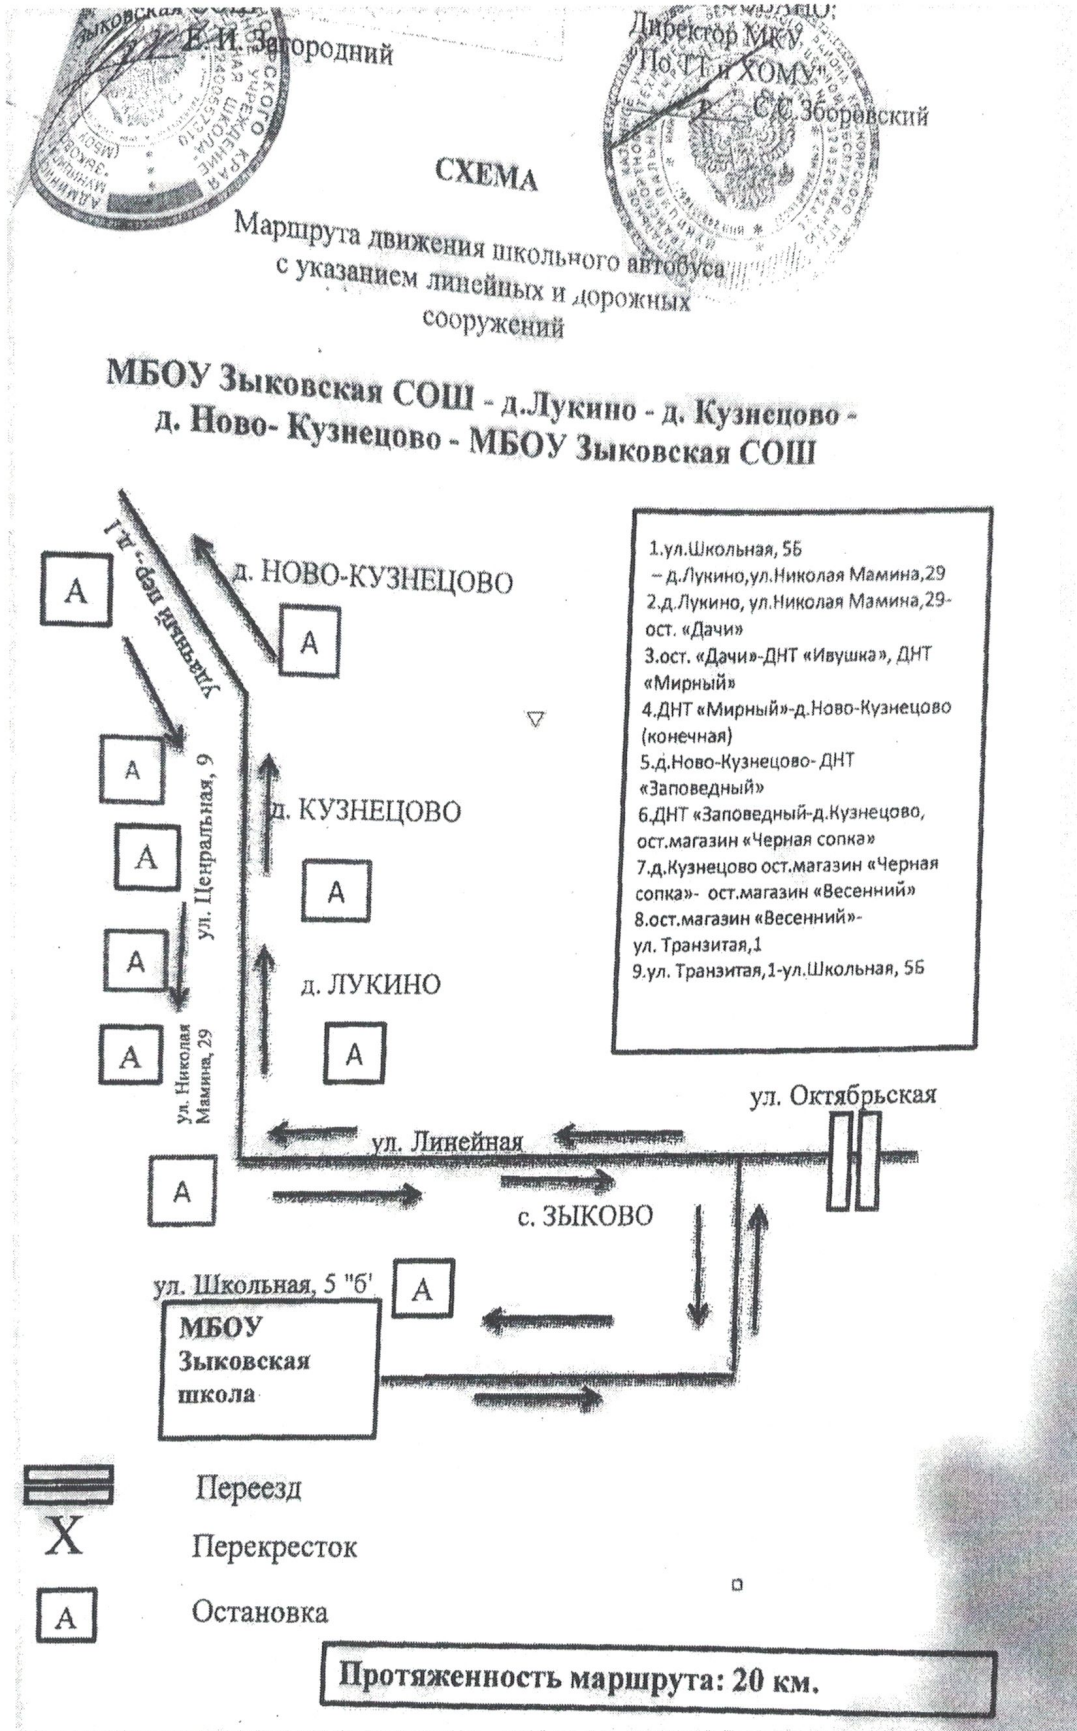 Е. И. Загородний
Директор МКУ
"По ТТ и ХОМУ"
С.С.Зборовский
СХЕМА
Маршрута движения школьного автобуса
с указанием линейных и дорожных
сооружений
МБОУ Зыковская СОШ - д.Лукино - д. Кузнецово -
д. Ново- Кузнецово - МБОУ Зыковская СОШ
удачный пер., д.1
А
д. НОВО-КУЗНЕЦОВО
А
1.ул.Школьная, 5Б
– д.Лукино,ул.Николая Мамина,29
2.д.Лукино, ул.Николая Мамина,29-
ост. «Дачи»
3.ост. «Дачи»-ДНТ «Ивушка», ДНТ
«Мирный»
4.ДНТ «Мирный»-д.Ново-Кузнецово
(конечная)
5.д.Ново-Кузнецово- ДНТ
«Заповедный»
6.ДНТ «Заповедный-д.Кузнецово,
ост.магазин «Черная сопка»
7.д.Кузнецово ост.магазин «Черная
сопка»- ост.магазин «Весенний»
8.ост.магазин «Весенний»-
ул. Транзитая,1
9.ул. Транзитая,1-ул.Школьная, 5Б
А
ул. Ценральная, 9
д. КУЗНЕЦОВО
А
А
А
д. ЛУКИНО
А
ул. Николая
Мамина, 29
А
ул. Октябрьская
ул. Линейная
А
с. ЗЫКОВО
ул. Школьная, 5 "б'
А
МБОУ
Зыковская
школа
Переезд
X
Перекресток
А
Остановка
Протяженность маршрута: 20 км.